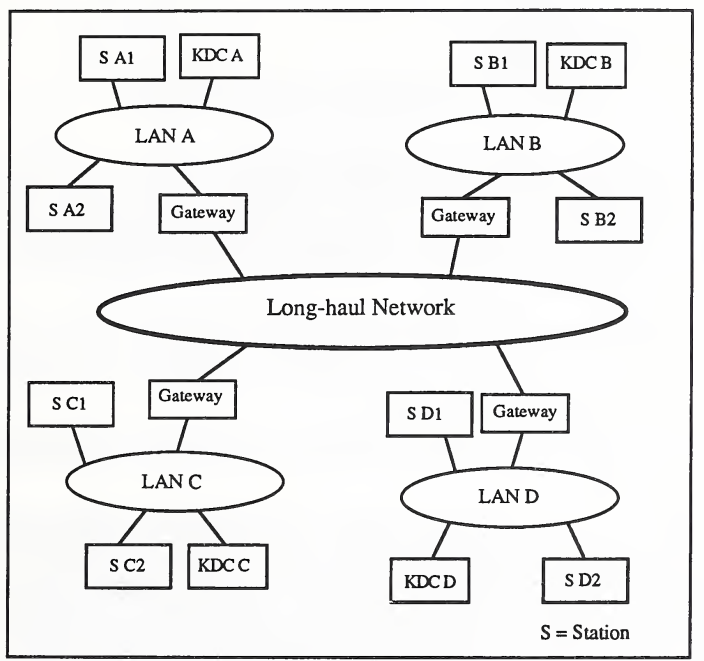 S A1
KDC A
LAN A
S A2
Gateway
S B1
KDC B
LAN B
Gateway
S B2
Long-haul Network
S C1
Gateway
LAN C
S C2
KDC C
S D1
Gateway
LAN D
KDC D
S D2
S = Station